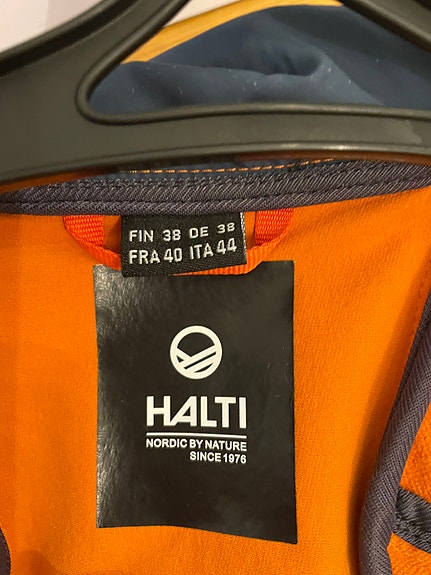 FIN 38 DE 38
FRA 40 ITA 44
HALTI
NORDIC BY NATURE
SINCE 1976